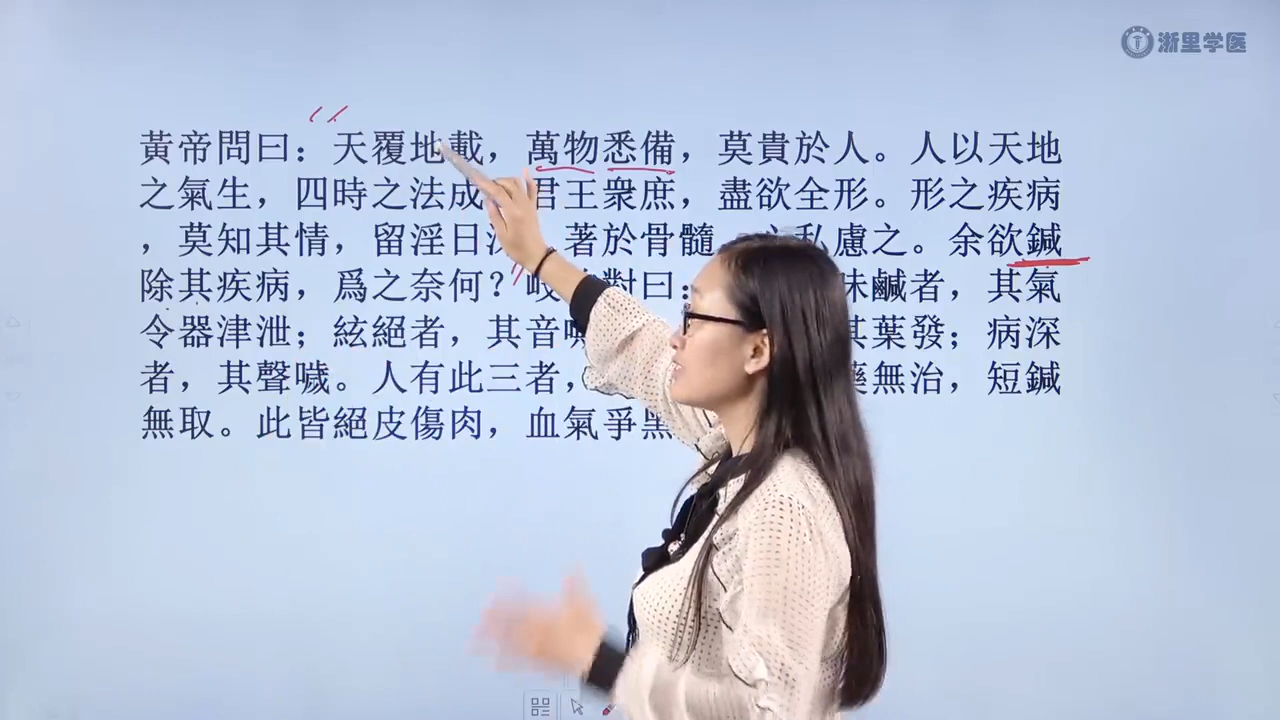 浙里学医
黃帝問曰：天覆地載，萬物悉備，莫貴於人。人以天地
之氣生，四時之法成 君王衆庶，盡欲全形。形之疾病
，莫知其情，留淫日 著於骨髓 私慮之。余欲鍼
除其疾病，爲之奈何？岐 對曰： 味鹹者，其氣
令器津泄；絃絕者，其音 其葉發；病深
者，其聲噦。人有此三者， 無治，短鍼
無取。此皆絕皮傷肉，血氣爭黑